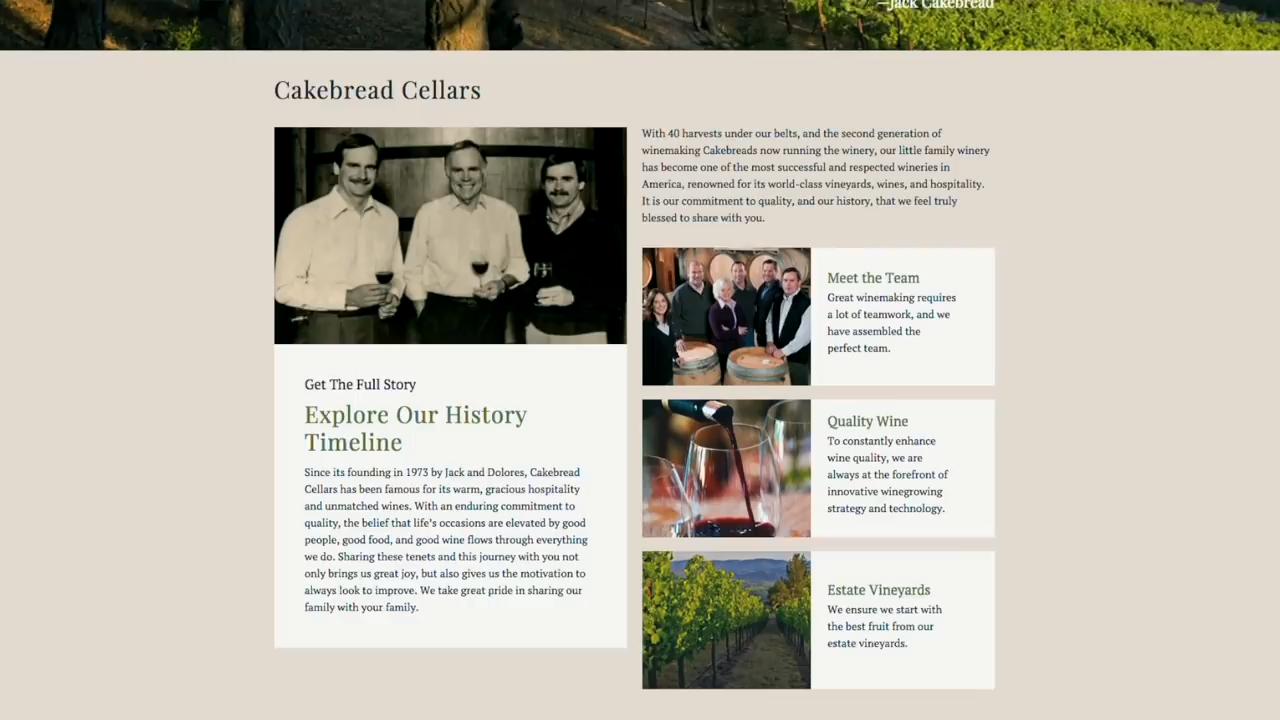 —Jack Cakebread
Cakebread Cellars
With 40 harvests under our belts, and the second generation of
winemaking Cakebreads now running the winery, our little family winery
has become one of the most successful and respected wineries in
America, renowned for its world-class vineyards, wines, and hospitality.
It is our commitment to quality, and our history, that we feel truly
blessed to share with you.
Get The Full Story
Explore Our History
Timeline
Since its founding in 1973 by Jack and Dolores, Cakebread
Cellars has been famous for its warm, gracious hospitality
and unmatched wines. With an enduring commitment to
quality, the belief that life's occasions are elevated by good
people, good food, and good wine flows through everything
we do. Sharing these tenets and this journey with you not
only brings us great joy, but also gives us the motivation to
always look to improve. We take great pride in sharing our
family with your family.
Meet the Team
Great winemaking requires
a lot of teamwork, and we
have assembled the
perfect team.
Quality Wine
To constantly enhance
wine quality, we are
always at the forefront of
innovative winegrowing
strategy and technology.
Estate Vineyards
We ensure we start with
the best fruit from our
estate vineyards.